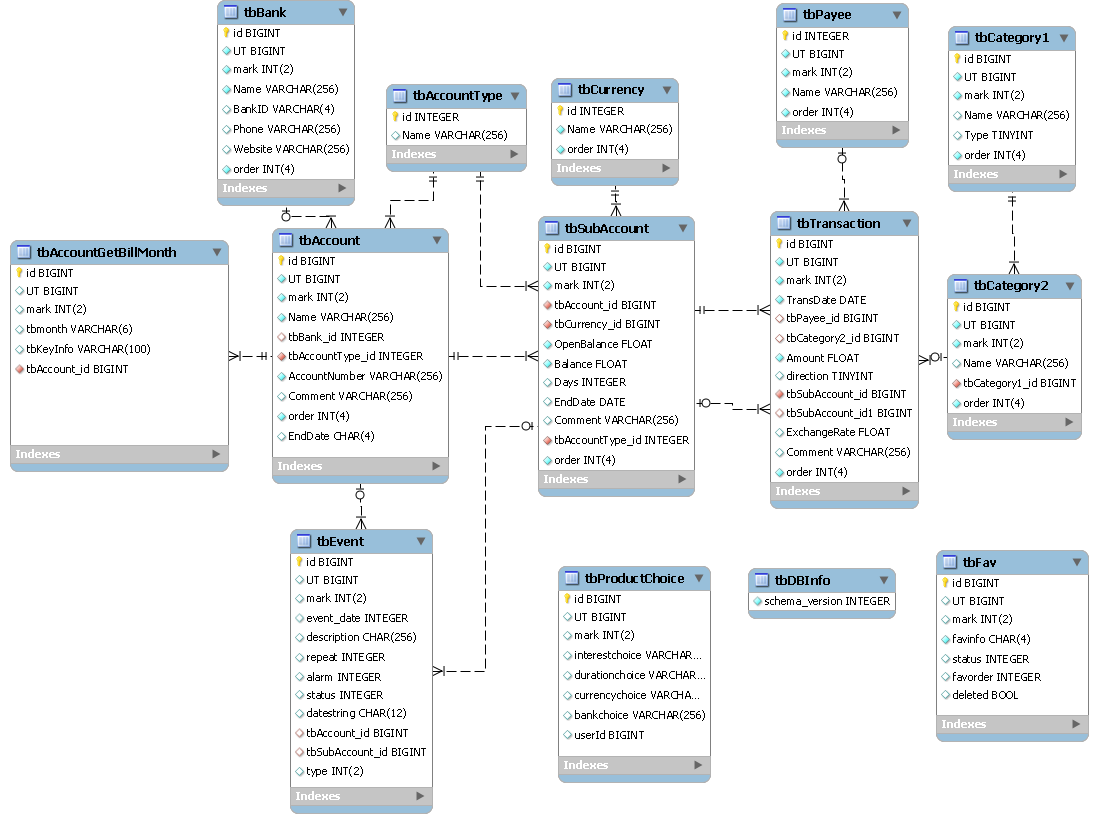 tbBank
id BIGINT
UT BIGINT
mark INT(2)
Name VARCHAR(256)
BankID VARCHAR(4)
Phone VARCHAR(256)
Website VARCHAR(256)
order INT(4)
Indexes
tbAccountType
id INTEGER
Name VARCHAR(256)
Indexes
tbCurrency
id INTEGER
Name VARCHAR(256)
order INT(4)
Indexes
tbPayee
id INTEGER
UT BIGINT
mark INT(2)
Name VARCHAR(256)
order INT(4)
Indexes
tbCategory1
id BIGINT
UT BIGINT
mark INT(2)
Name VARCHAR(256)
Type TINYINT
order INT(4)
Indexes
tbAccountGetBillMonth
id BIGINT
UT BIGINT
mark INT(2)
tbmonth VARCHAR(6)
tbKeyInfo VARCHAR(100)
tbAccount_id BIGINT
Indexes
tbAccount
id BIGINT
UT BIGINT
mark INT(2)
Name VARCHAR(256)
tbBank_id INTEGER
tbAccountType_id INTEGER
AccountNumber VARCHAR(256)
Comment VARCHAR(256)
order INT(4)
EndDate CHAR(4)
Indexes
tbSubAccount
id BIGINT
UT BIGINT
mark INT(2)
tbAccount_id BIGINT
tbCurrency_id BIGINT
OpenBalance FLOAT
Balance FLOAT
Days INTEGER
EndDate DATE
Comment VARCHAR(256)
tbAccountType_id INTEGER
order INT(4)
Indexes
tbTransaction
id BIGINT
UT BIGINT
mark INT(2)
TransDate DATE
tbPayee_id BIGINT
tbCategory2_id BIGINT
Amount FLOAT
direction TINYINT
tbSubAccount_id BIGINT
tbSubAccount_id1 BIGINT
ExchangeRate FLOAT
Comment VARCHAR(256)
order INT(4)
Indexes
tbCategory2
id BIGINT
UT BIGINT
mark INT(2)
Name VARCHAR(256)
tbCategory1_id BIGINT
order INT(4)
Indexes
tbEvent
id BIGINT
UT BIGINT
mark INT(2)
event_date INTEGER
description CHAR(256)
repeat INTEGER
alarm INTEGER
status INTEGER
datestring CHAR(12)
tbAccount_id BIGINT
tbSubAccount_id BIGINT
type INT(2)
Indexes
tbProductChoice
id BIGINT
UT BIGINT
mark INT(2)
interestchoice VARCHAR...
durationchoice VARCHAR...
currencychoice VARCHA...
bankchoice VARCHAR(256)
userId BIGINT
Indexes
tbDBInfo
schema_version INTEGER
tbFav
id BIGINT
UT BIGINT
mark INT(2)
favinfo CHAR(4)
status INTEGER
favorder INTEGER
deleted BOOL
Indexes